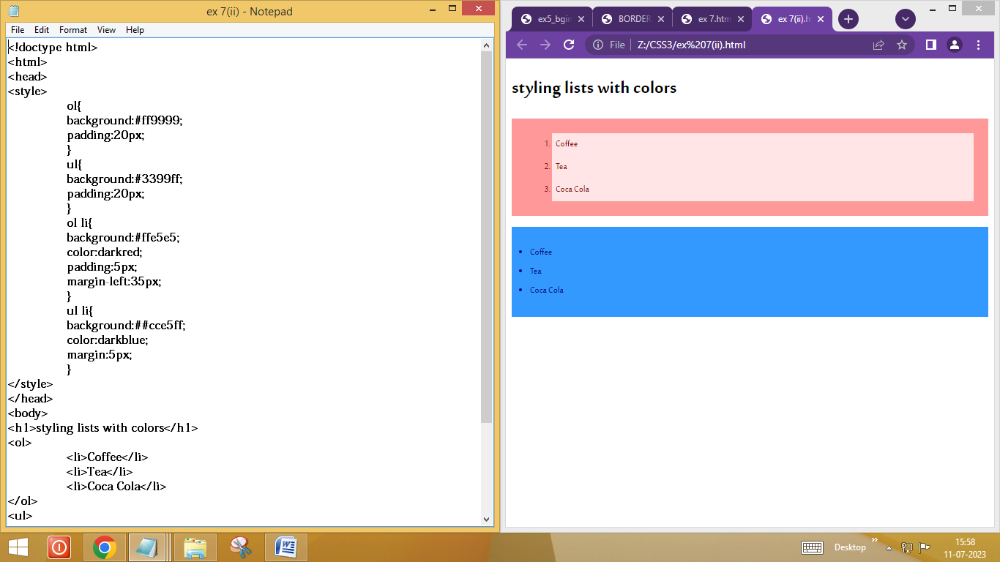 ex 7(ii) - Notepad
File Edit Format View Help
<!doctype html>
<html>
<head>
<style>
ol{
background:#ff9999;
padding:20px;
}
ul{
background:#3399ff;
padding:20px;
}
ol li{
background:#ffe5e5;
color:darkred;
padding:5px;
margin-left:35px;
}
ul li{
background:##cce5ff;
color:darkblue;
margin:5px;
}
</style>
</head>
<body>
<h1>styling lists with colors</h1>
<ol>
<li>Coffee</li>
<li>Tea</li>
<li>Coca Cola</li>
</ol>
<ul>
ex5_bgin BORDER ex 7.htm ex 7(ii).h
File Z:/CSS3/ex%207(ii).html
styling lists with colors
1. Coffee
2. Tea
3. Coca Cola
• Coffee
• Tea
• Coca Cola
Desktop »
15:58
11-07-2023